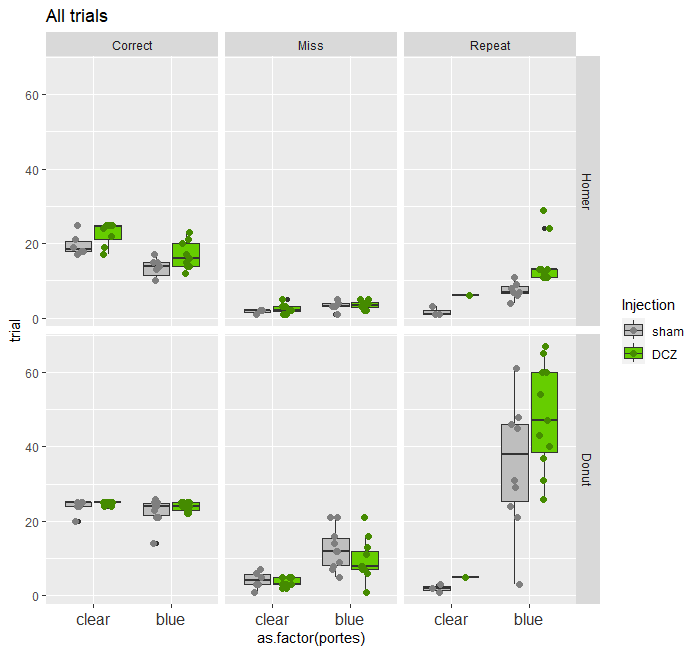 All trials
Correct Miss Repeat
60
40
20
0
Homer
trial
60
40
20
0
Donut
clear blue clear blue clear blue
as.factor(portes)
Injection
sham
DCZ